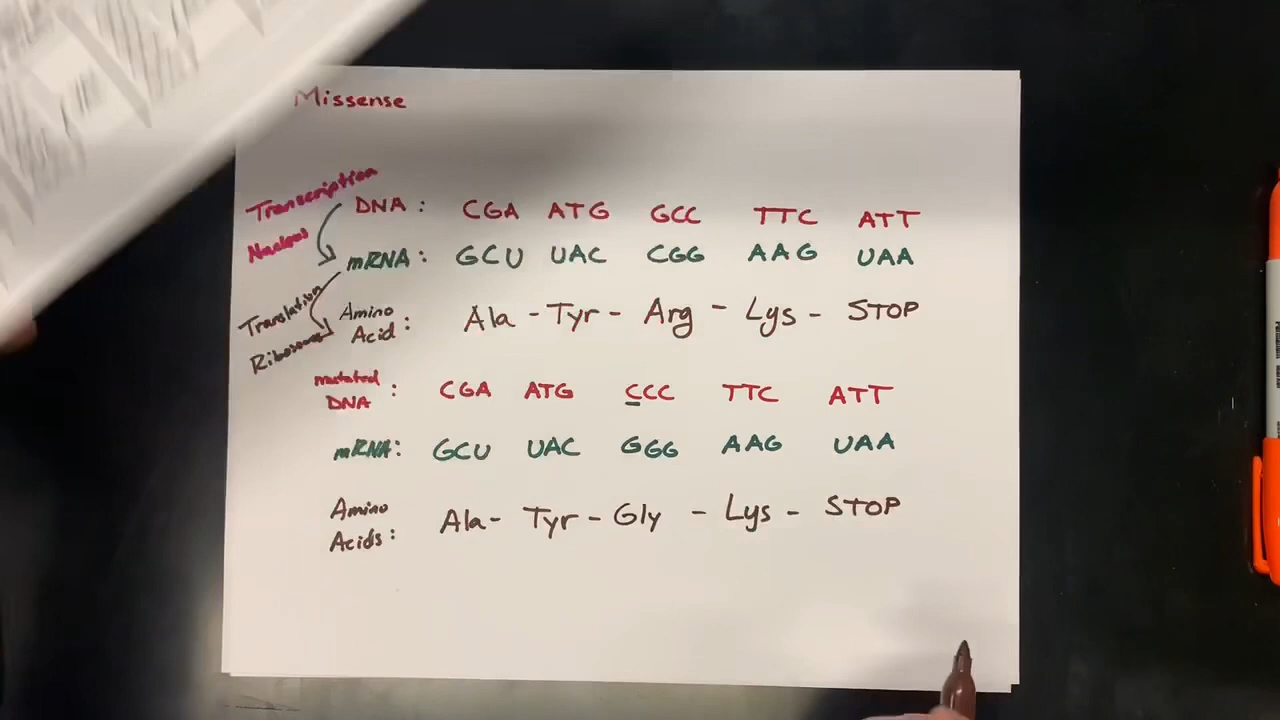 Missense
Transcription
Nucleus
DNA : CGA ATG GCC TTC ATT
mRNA : GCU UAC CGG AAG UAA
Translation
Ribosome
Amino
Acid : Ala - Tyr - Arg - Lys - STOP
mutated
DNA : CGA ATG CCC TTC ATT
mRNA: GCU UAC GGG AAG UAA
Amino
Acids: Ala- Tyr - Gly - Lys - STOP